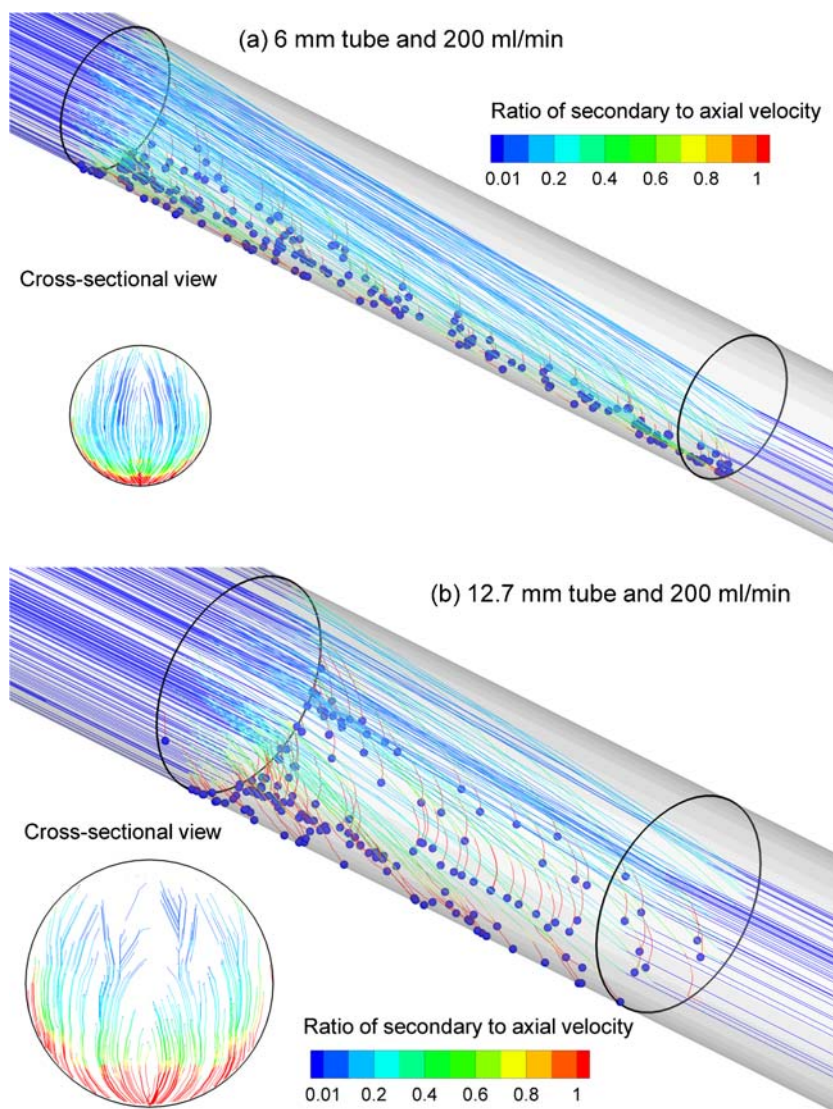 (a) 6 mm tube and 200 ml/min
Ratio of secondary to axial velocity
0.01 0.2 0.4 0.6 0.8 1
Cross-sectional view
(b) 12.7 mm tube and 200 ml/min
Cross-sectional view
Ratio of secondary to axial velocity
0.01 0.2 0.4 0.6 0.8 1